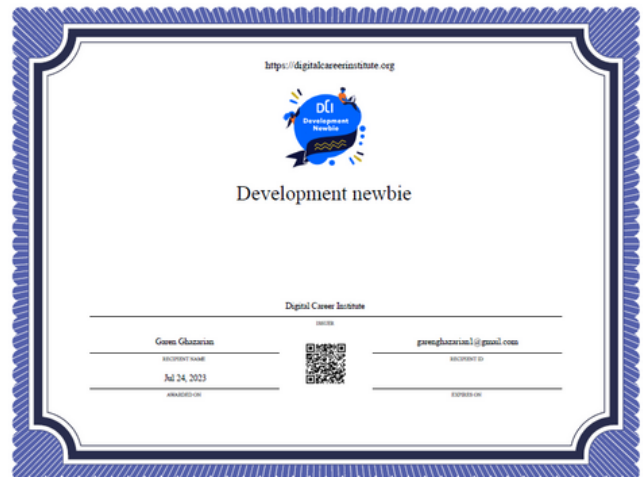 https://digitalcareerinstitute.org
DCI
Development
Newbie
Development newbie
Digital Career Institute
ISSUER
Garen Ghazarian
RECIPIENT NAME
garenghazarian1@gmail.com
RECIPIENT ID
Jul 24, 2023
AWARDED ON
EXPIRES ON